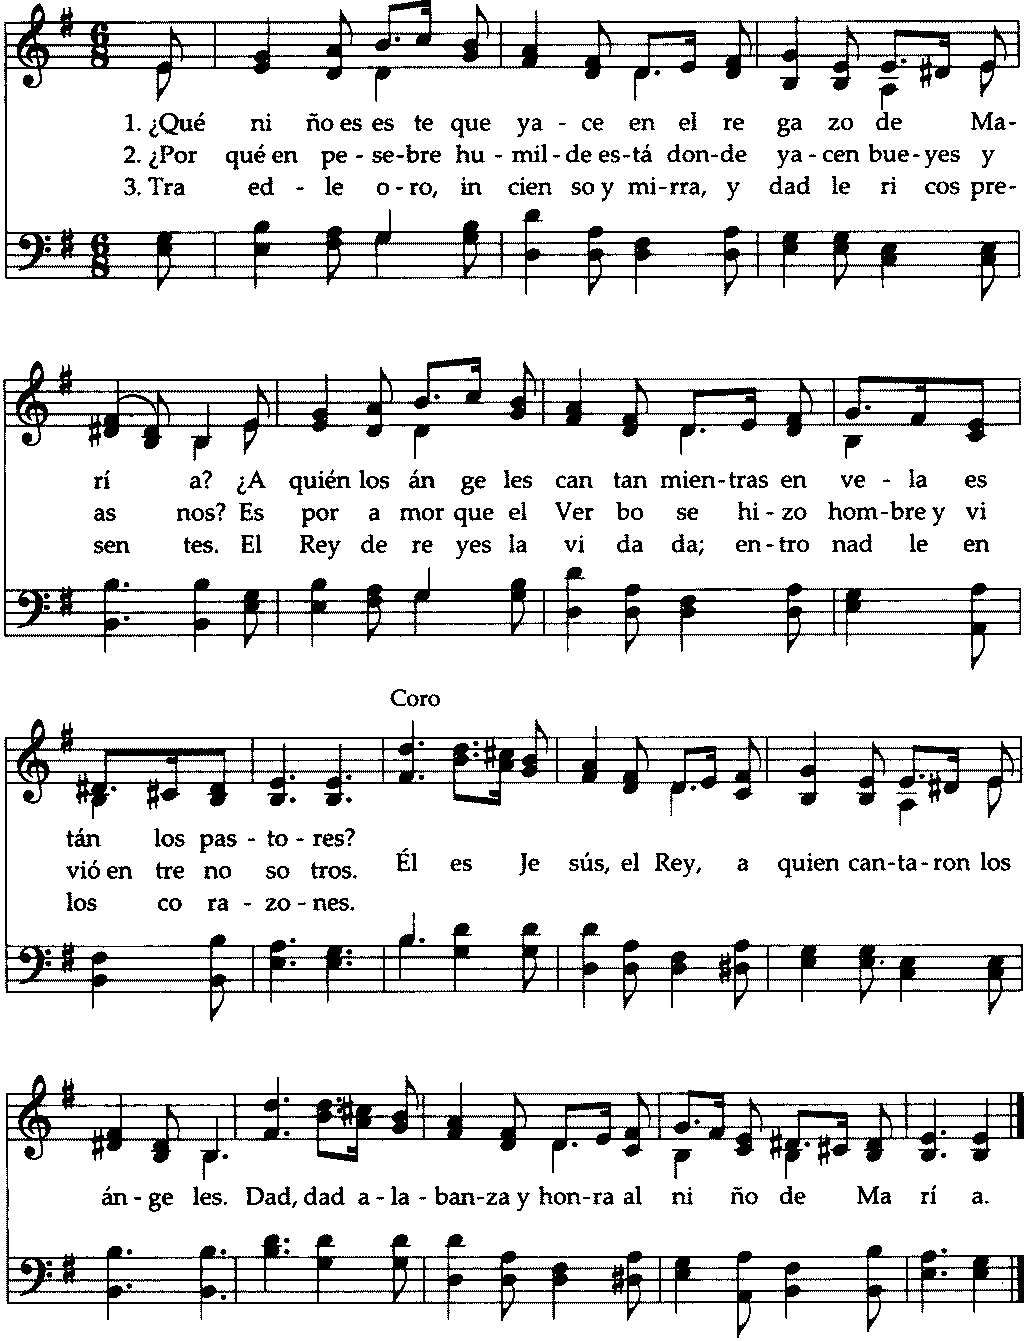 1. ¿Qué ni ño es es te que ya - ce en el re ga zo de Ma-
2. ¿Por qué en pe - se - bre hu - mil - de es - tá don - de ya - cen bue - yes y
3. Tra ed - le o - ro, in cien so y mi - rra, y dad le ri cos pre-
rí a? ¿A quién los án ge les can tan mien - tras en ve - la es
as nos? Es por a mor que el Ver bo se hi - zo hom - bre y vi
sen tes. El Rey de re yes la vi da da; en - tro nad le en
Coro
tán los pas - to - res?
vió en tre no so tros.
los co ra - zo - nes.
Él es Je sús, el Rey, a quien can - ta - ron los
án - ge les. Dad, dad a - la - ban - za y hon - ra al ni ño de Ma rí a.